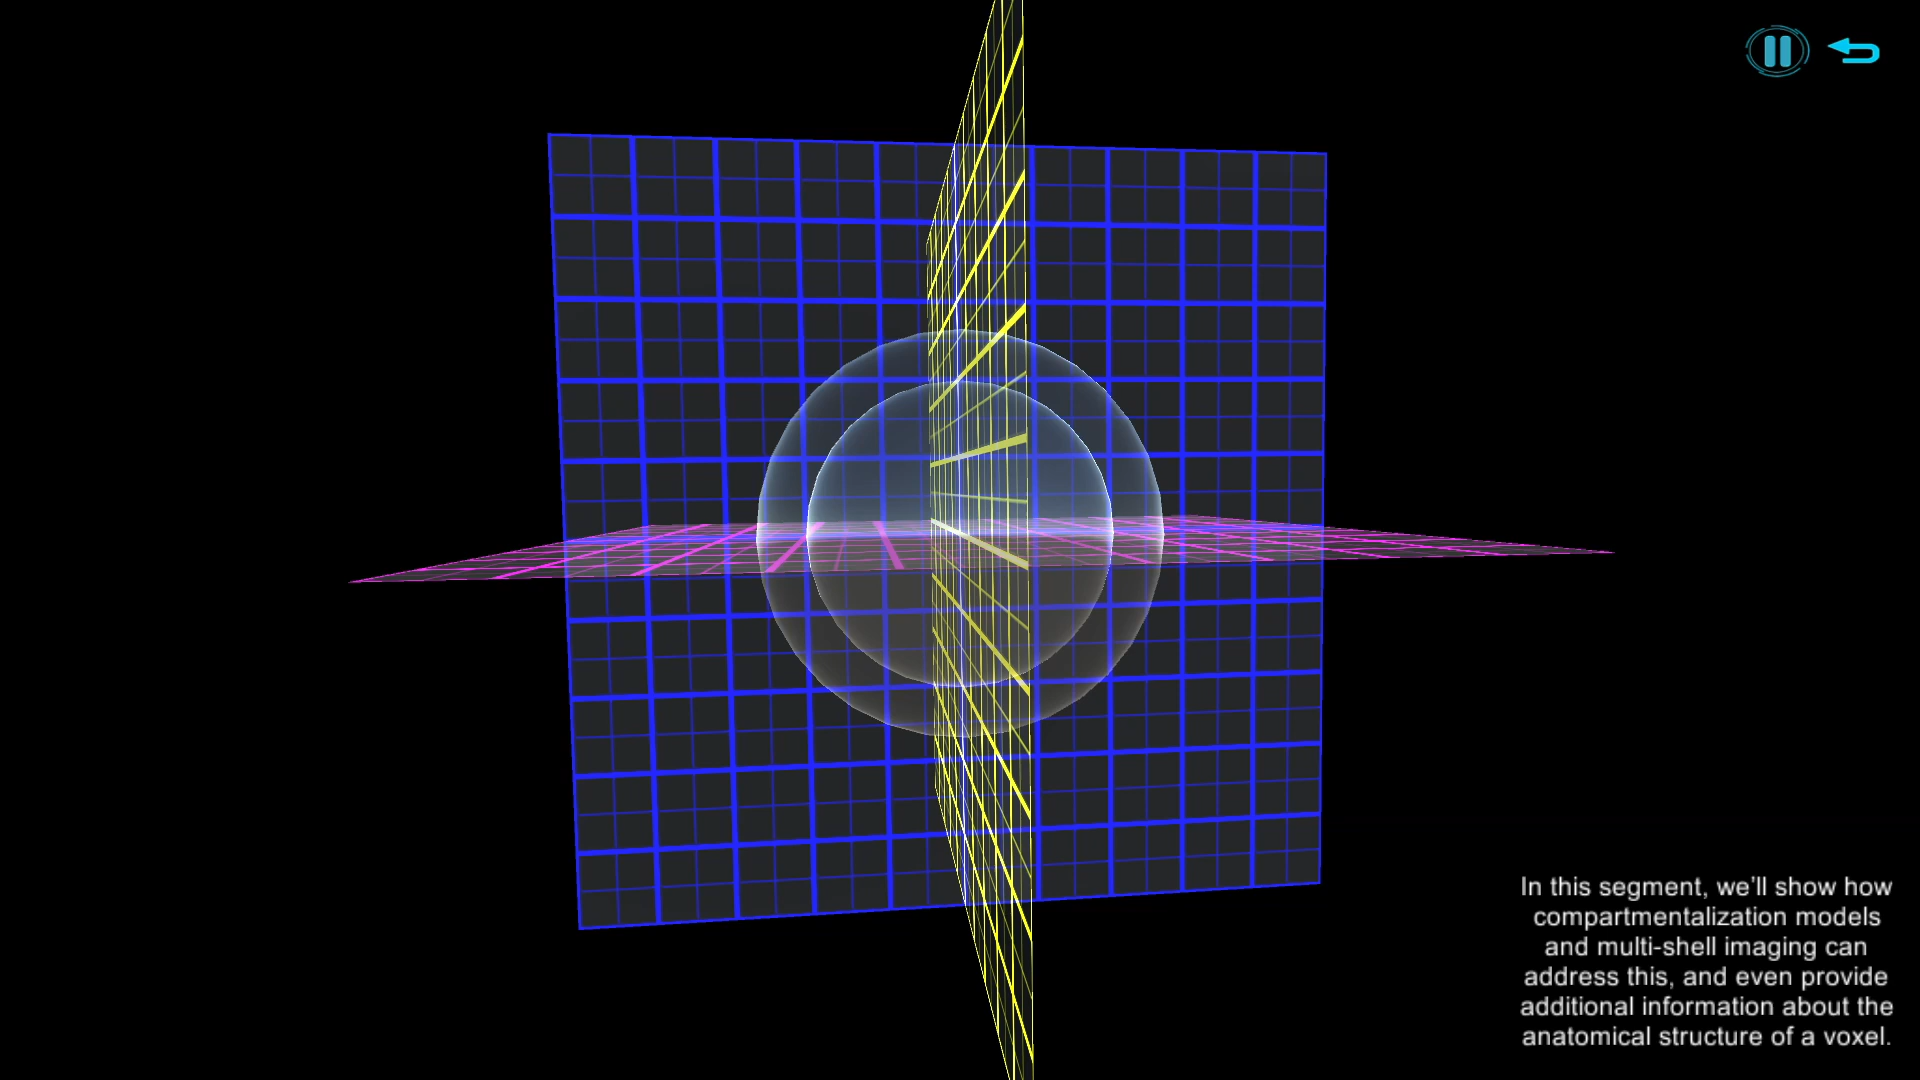 In this segment, we'll show how
compartmentalization models
and multi-shell imaging can
address this, and even provide
additional information about the
anatomical structure of a voxel.